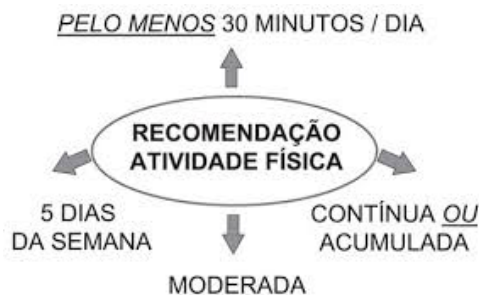 PELO MENOS 30 MINUTOS / DIA
RECOMENDAÇÃO
ATIVIDADE FÍSICA
5 DIAS
DA SEMANA
CONTÍNUA OU
ACUMULADA
MODERADA